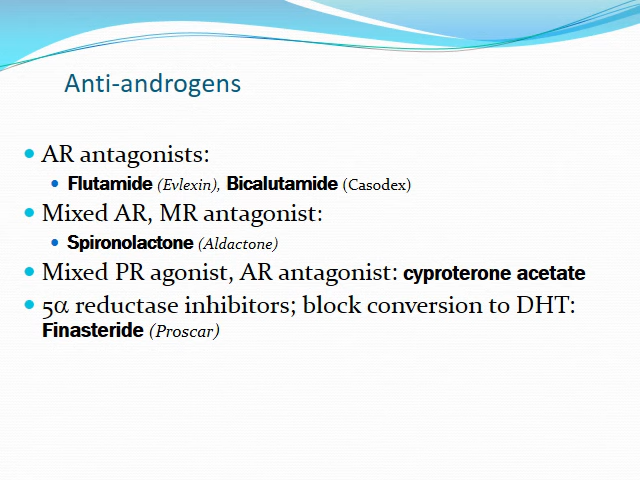 Anti-androgens
• AR antagonists:
• Flutamide (Evlexin), Bicalutamide (Casodex)
• Mixed AR, MR antagonist:
• Spironolactone (Aldactone)
• Mixed PR agonist, AR antagonist: cyproterone acetate
• 5α reductase inhibitors; block conversion to DHT:
Finasteride (Proscar)